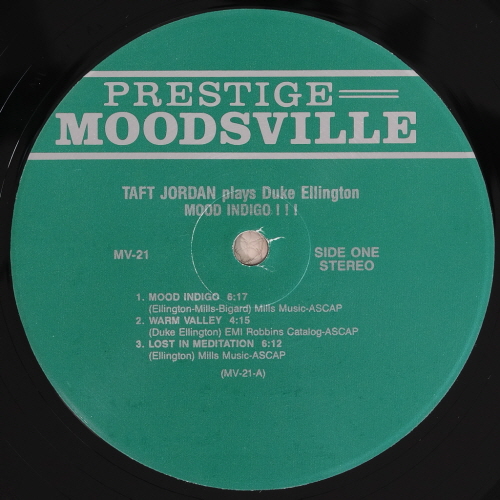 PRESTIGE
MOODSVILLE
TAFT JORDAN plays Duke Ellington
MOOD INDIGO ! ! !
MV-21
SIDE ONE
STEREO
1. MOOD INDIGO 6:17
(Ellington-Mills-Bigard) Mills Music-ASCAP
2. WARM VALLEY 4:15
(Duke Ellington) EMI Robbins Catalog-ASCAP
3. LOST IN MEDITATION 6:12
(Ellington) Mills Music-ASCAP
(MV-21-A)